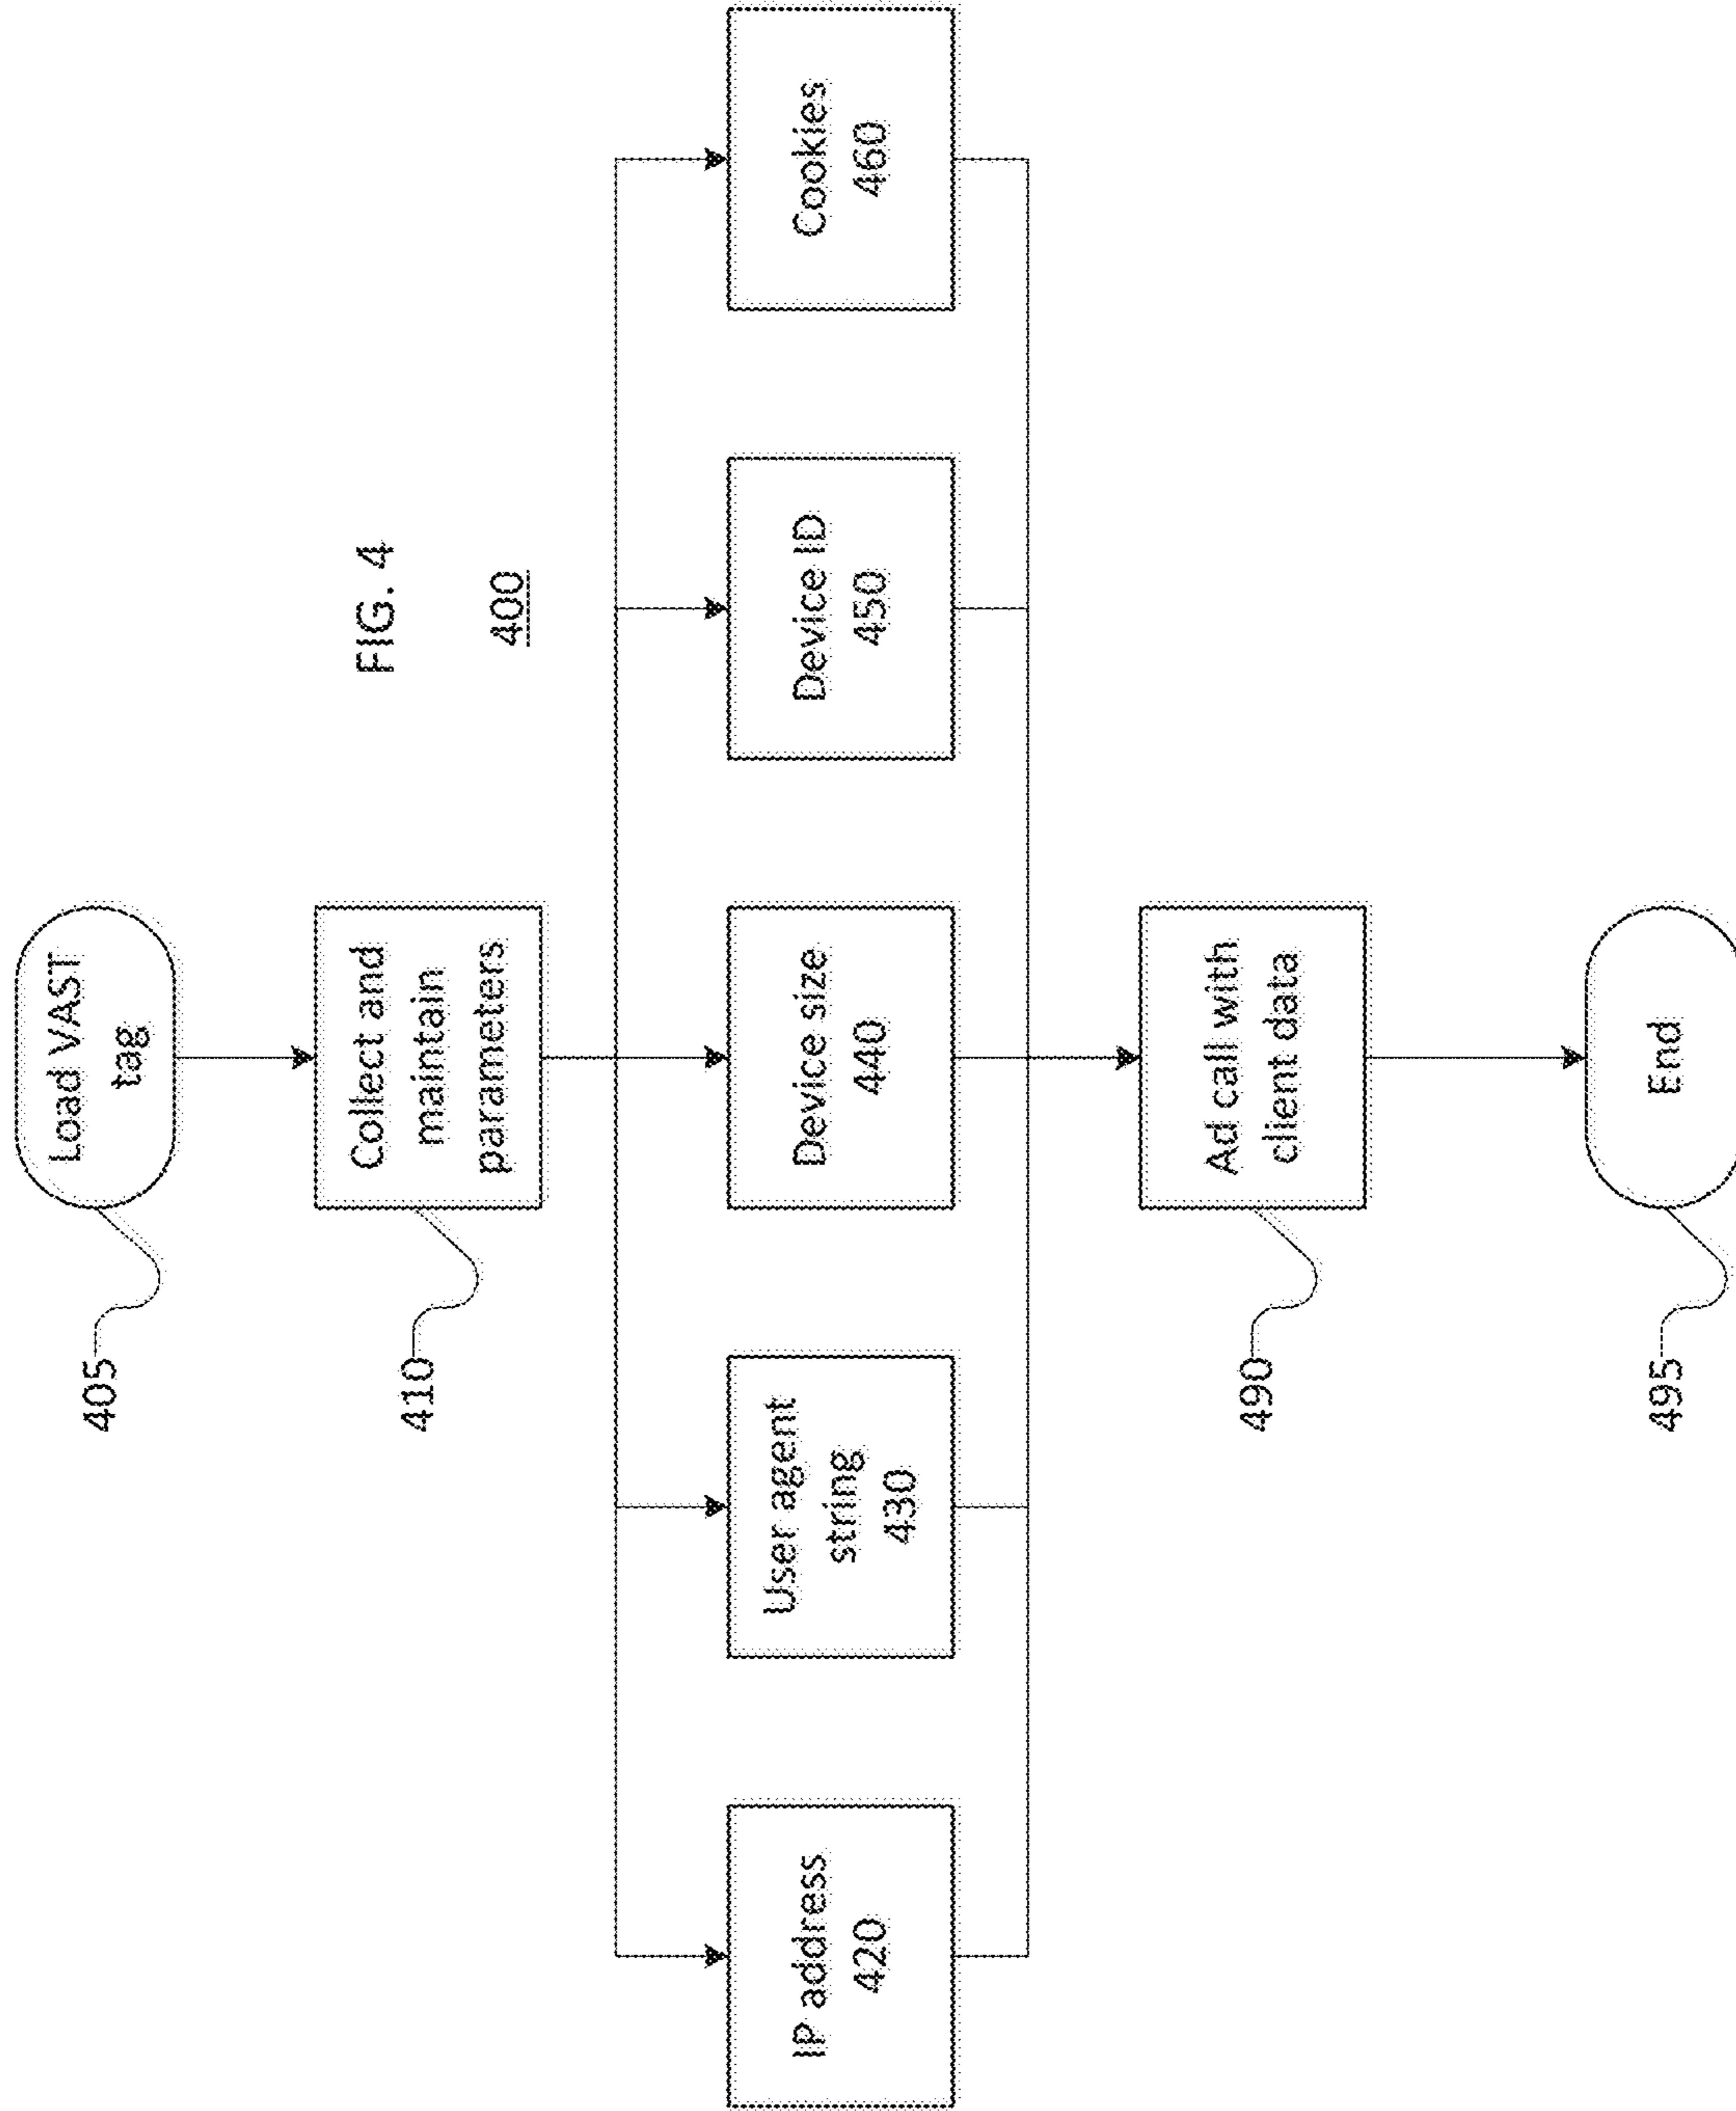 FIG. 4
400
405
Load VAST
tag
410
Collect and
maintain
parameters
IP address
420
User agent
string
430
Device size
440
Device ID
450
Cookies
460
490
Ad call with
client data
495
End